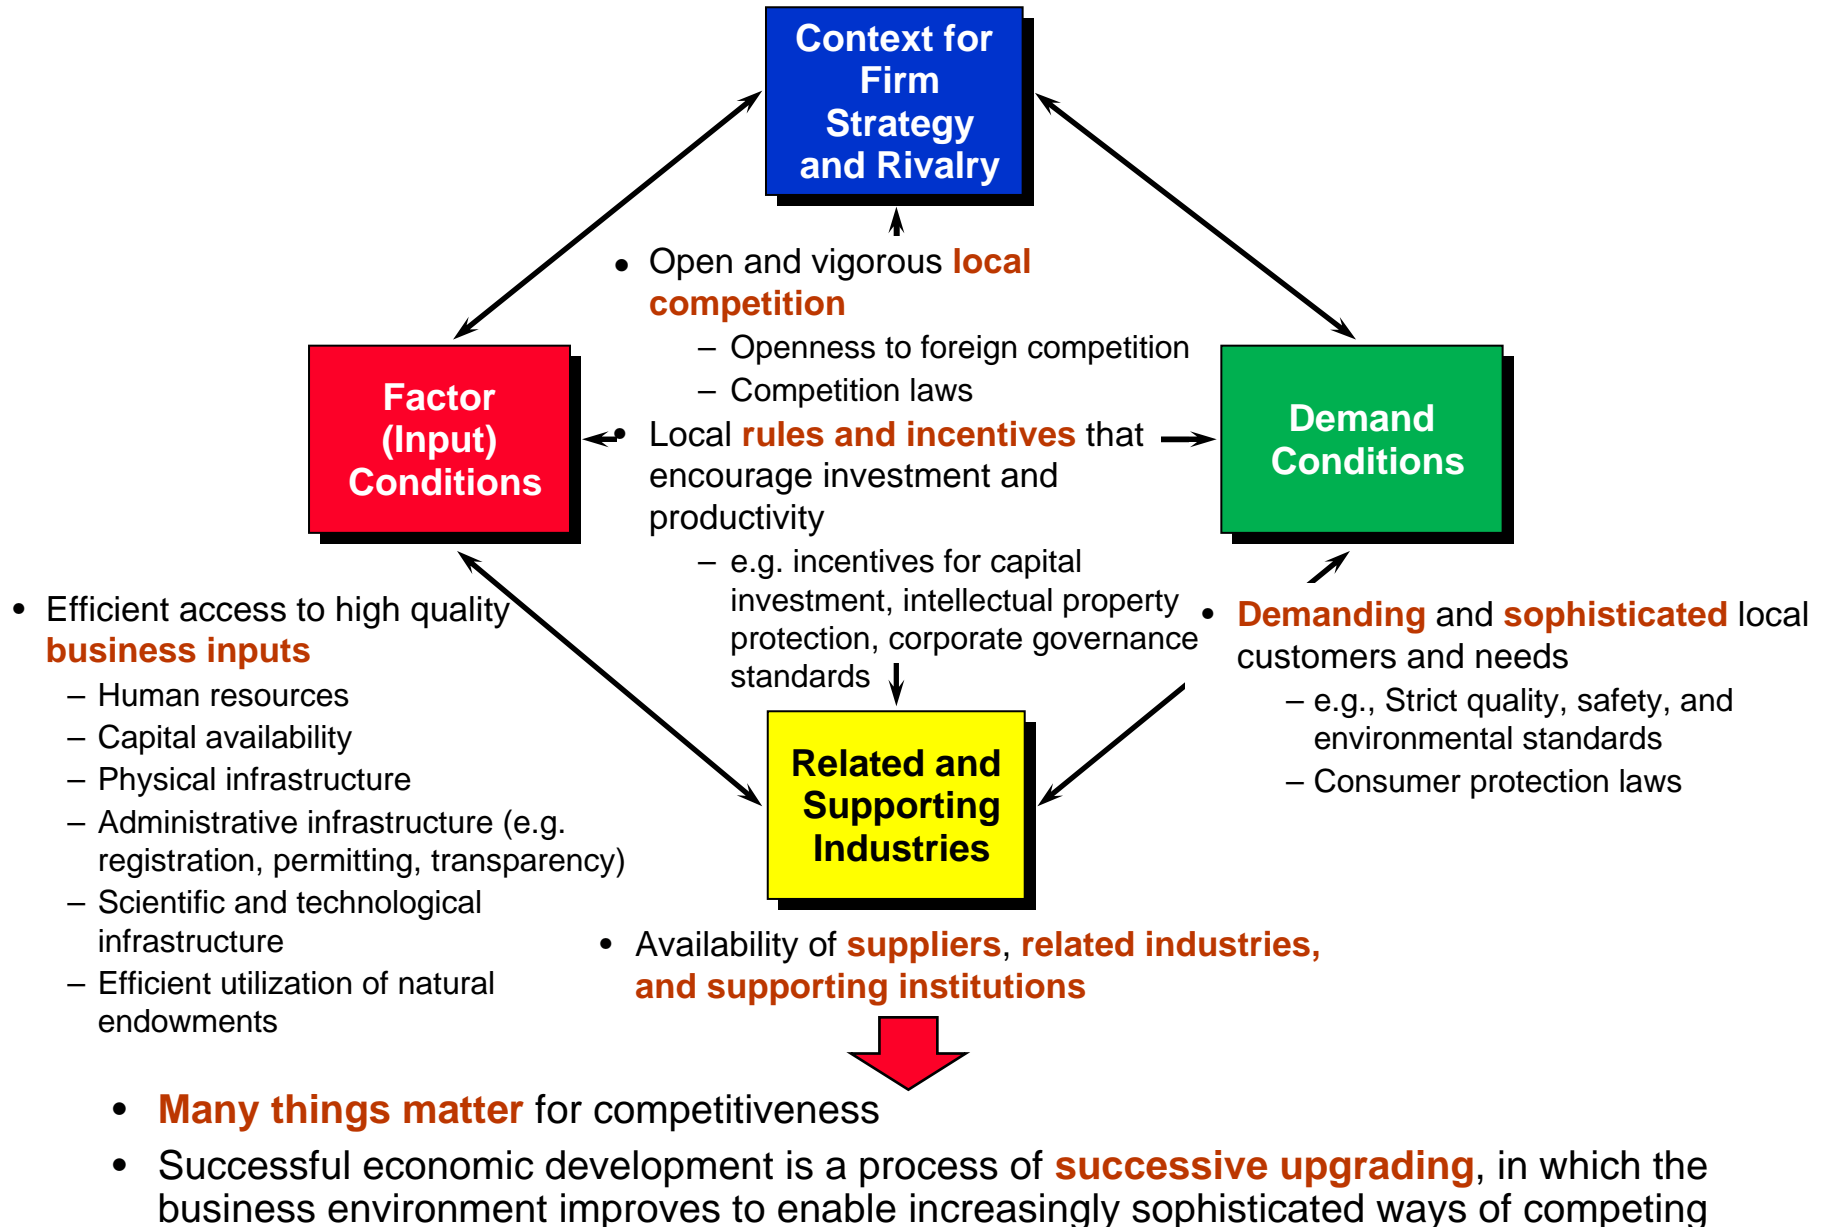 Context for
Firm
Strategy
and Rivalry
• Open and vigorous local
competition
– Openness to foreign competition
– Competition laws
• Local rules and incentives that
encourage investment and
productivity
– e.g. incentives for capital
investment, intellectual property
protection, corporate governance
standards
Factor
(Input)
Conditions
Demand
Conditions
• Efficient access to high quality
business inputs
– Human resources
– Capital availability
– Physical infrastructure
– Administrative infrastructure (e.g.
registration, permitting, transparency)
– Scientific and technological
infrastructure
– Efficient utilization of natural
endowments
• Demanding and sophisticated local
customers and needs
– e.g., Strict quality, safety, and
environmental standards
– Consumer protection laws
Related and
Supporting
Industries
• Availability of suppliers, related industries,
and supporting institutions
• Many things matter for competitiveness
• Successful economic development is a process of successive upgrading, in which the
business environment improves to enable increasingly sophisticated ways of competing